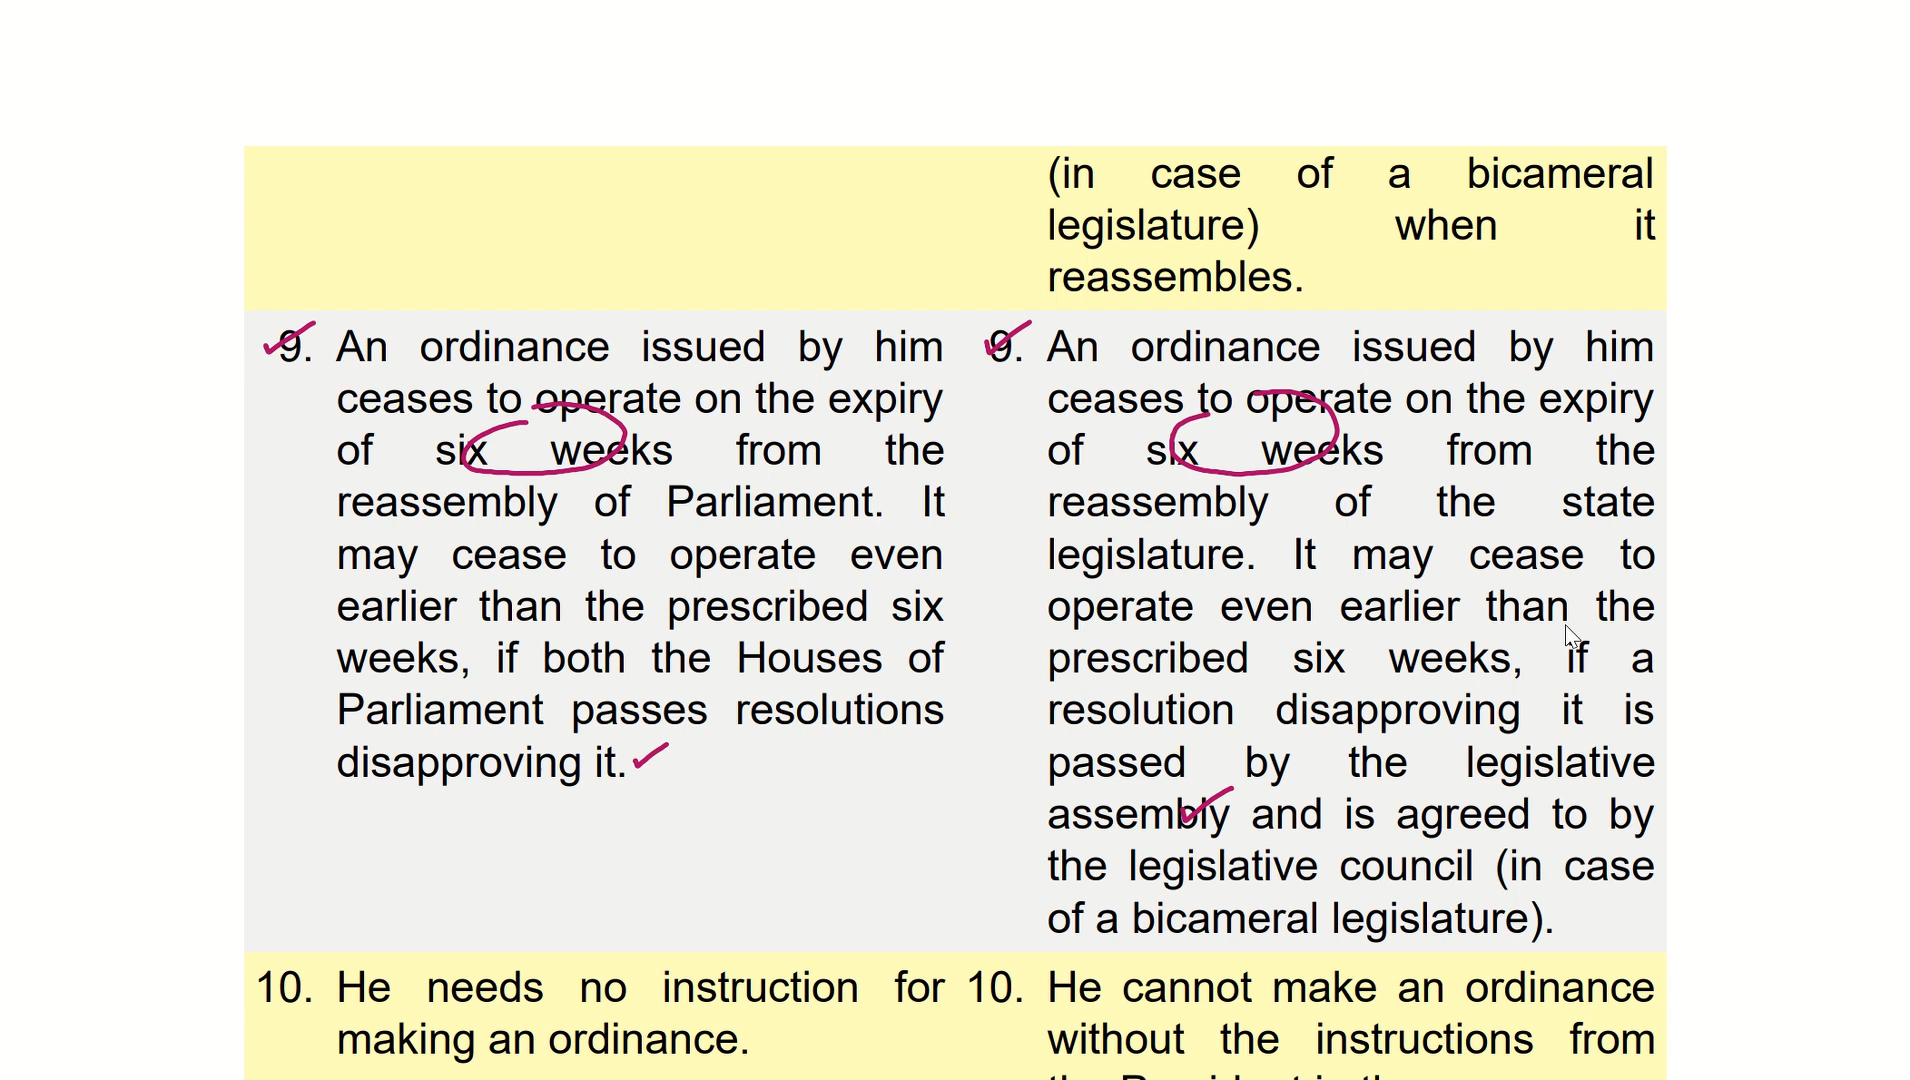 (in case of a bicameral
legislature) when it
reassembles.
9. An ordinance issued by him
ceases to operate on the expiry
of six weeks from the
reassembly of Parliament. It
may cease to operate even
earlier than the prescribed six
weeks, if both the Houses of
Parliament passes resolutions
disapproving it.
9. An ordinance issued by him
ceases to operate on the expiry
of six weeks from the
reassembly of the state
legislature. It may cease to
operate even earlier than the
prescribed six weeks, if a
resolution disapproving it is
passed by the legislative
assembly and is agreed to by
the legislative council (in case
of a bicameral legislature).
10. He needs no instruction for
making an ordinance.
10. He cannot make an ordinance
without the instructions from